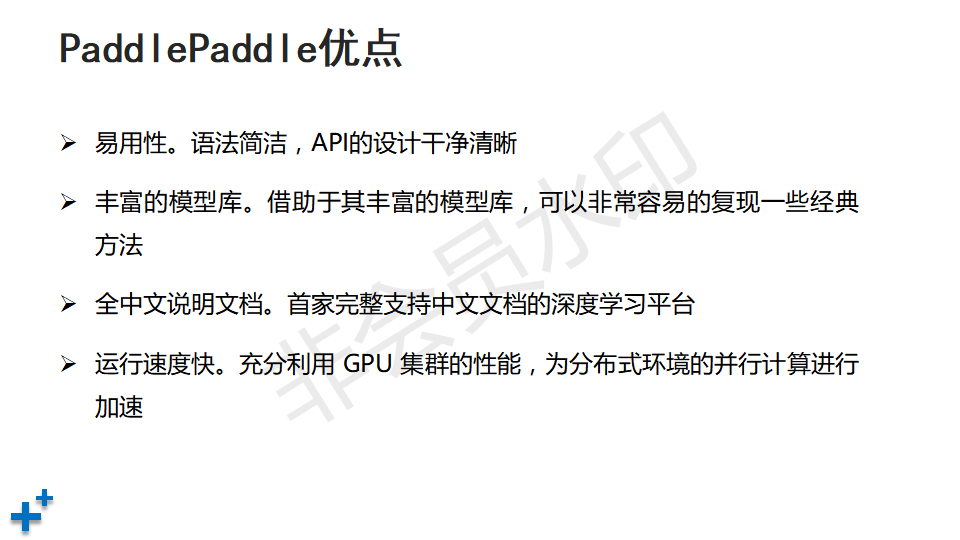 PaddlePaddle优点
易用性。语法简洁，API的设计干净清晰
丰富的模型库。借助于其丰富的模型库，可以非常容易的复现一些经典
方法
全中文说明文档。首家完整支持中文文档的深度学习平台
运行速度快。充分利用 GPU 集群的性能，为分布式环境的并行计算进行
加速
非会员水印